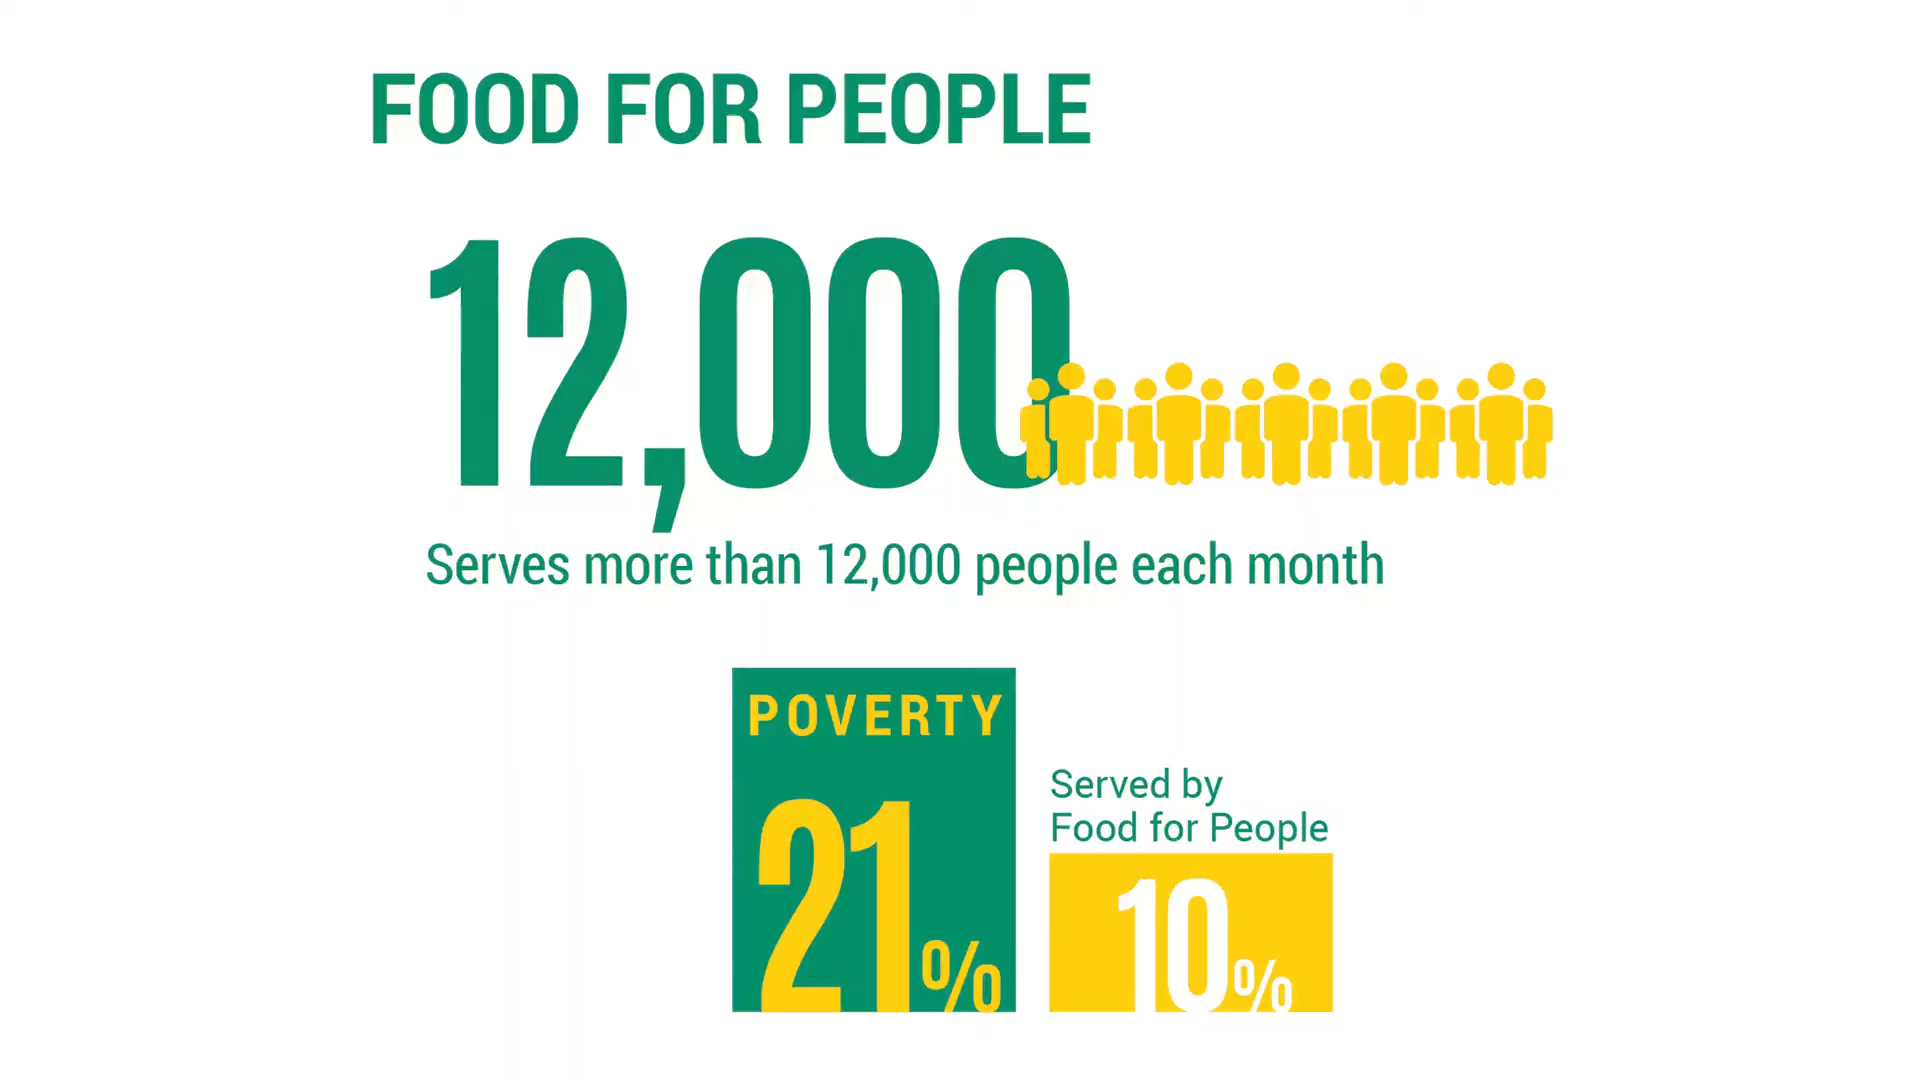 FOOD FOR PEOPLE
12,000
Serves more than 12,000 people each month
POVERTY
21%
Served by
Food for People
10%